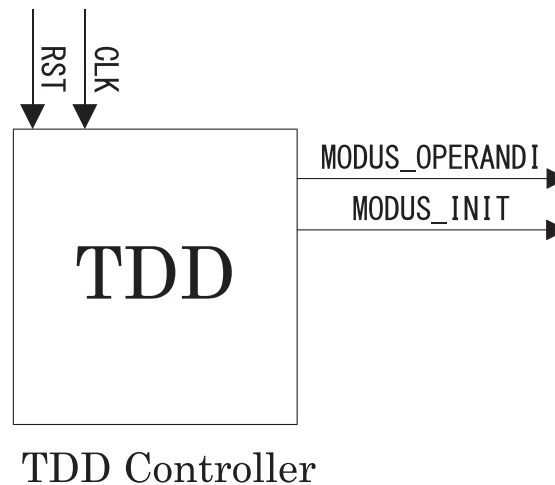 RST
CLK
MODUS_OPERANDI
MODUS_INIT
TDD
TDD Controller